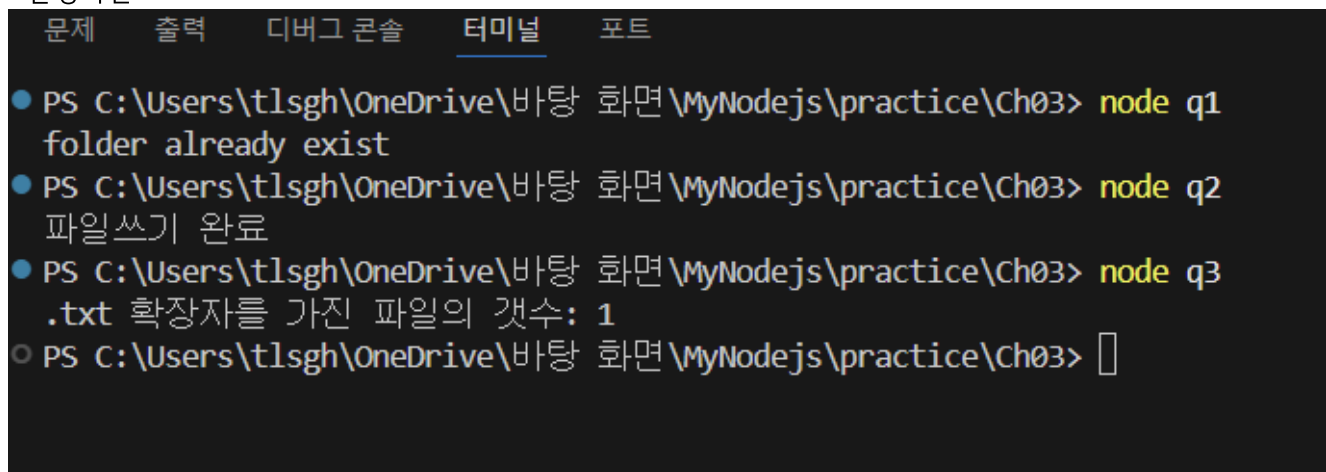 문제 출력 디버그 콘솔 터미널 포트
PS C:\Users\tlsgh\OneDrive\바탕 화면\MyNodejs\practice\Ch03> node q1
folder already exist
PS C:\Users\tlsgh\OneDrive\바탕 화면\MyNodejs\practice\Ch03> node q2
파일쓰기 완료
PS C:\Users\tlsgh\OneDrive\바탕 화면\MyNodejs\practice\Ch03> node q3
.txt 확장자를 가진 파일의 갯수: 1
PS C:\Users\tlsgh\OneDrive\바탕 화면\MyNodejs\practice\Ch03>